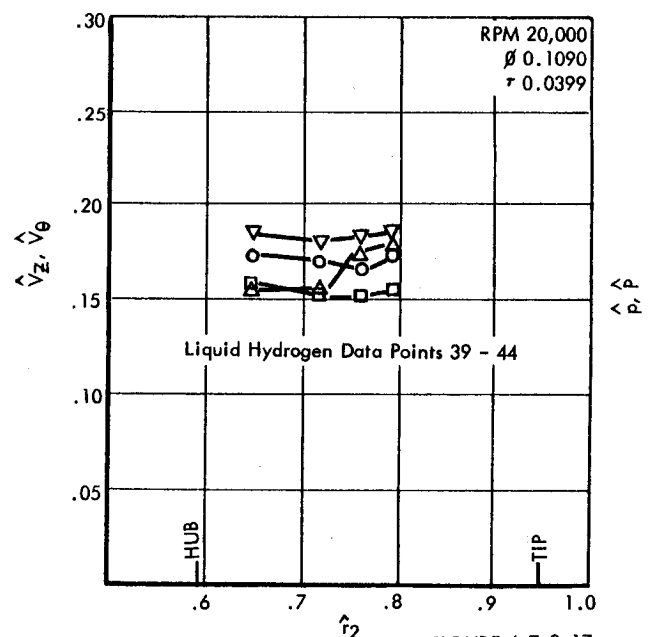 RPM 20,000
ø 0.1090
τ 0.0399
.30
.25
.20
.15
.10
.05
V̂z, V̂θ
p̂, P̂
Liquid Hydrogen Data Points 39 - 44
HUB
TIP
.6 .7 .8 .9 1.0
r̂2